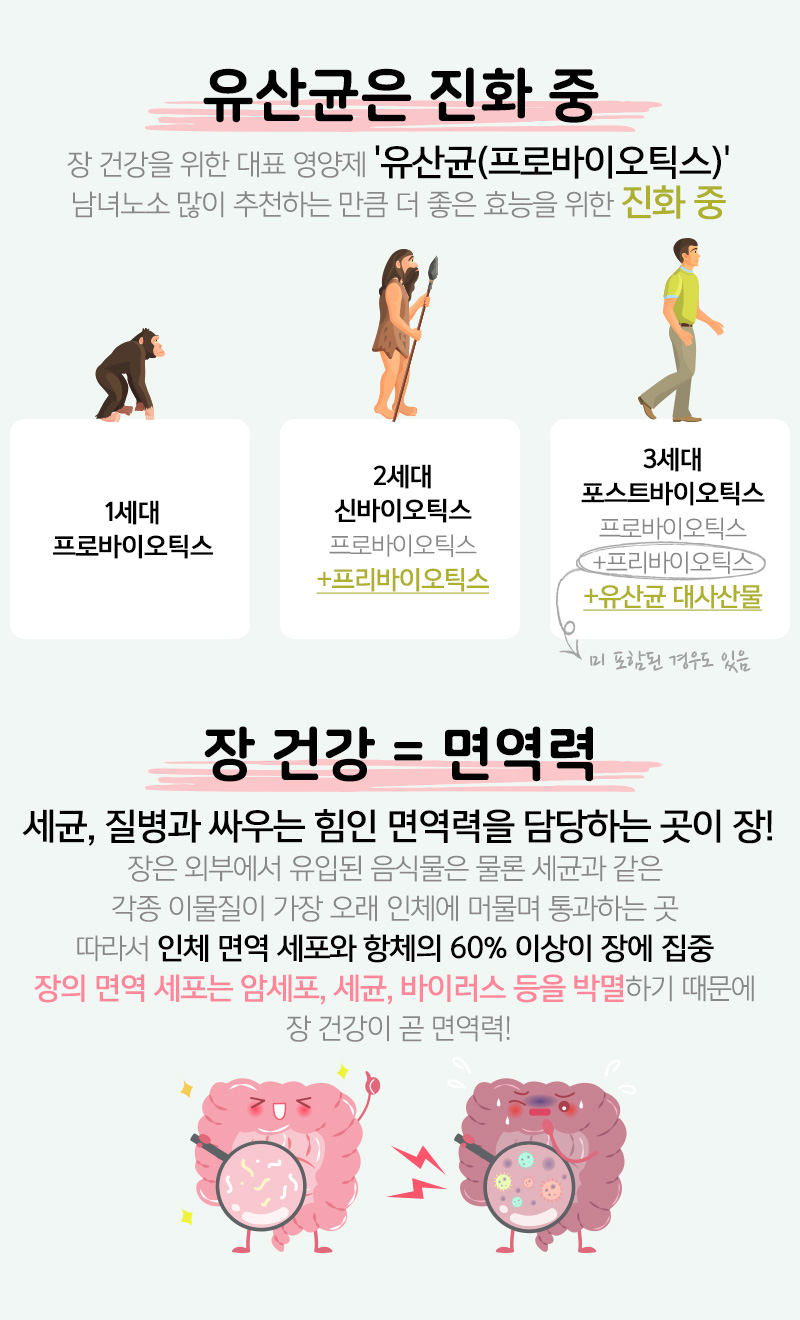 유산균은 진화 중
장 건강을 위한 대표 영양제 '유산균(프로바이오틱스)'
남녀노소 많이 추천하는 만큼 더 좋은 효능을 위한 진화 중
1세대
프로바이오틱스
2세대
신바이오틱스
프로바이오틱스
+프리바이오틱스
3세대
포스트바이오틱스
프로바이오틱스
+프리바이오틱스
+유산균 대사산물
미 포함된 경우도 있음
장 건강 = 면역력
세균, 질병과 싸우는 힘인 면역력을 담당하는 곳이 장!
장은 외부에서 유입된 음식물은 물론 세균과 같은
각종 이물질이 가장 오래 인체에 머물며 통과하는 곳
따라서 인체 면역 세포와 항체의 60% 이상이 장에 집중
장의 면역 세포는 암세포, 세균, 바이러스 등을 박멸하기 때문에
장 건강이 곧 면역력!